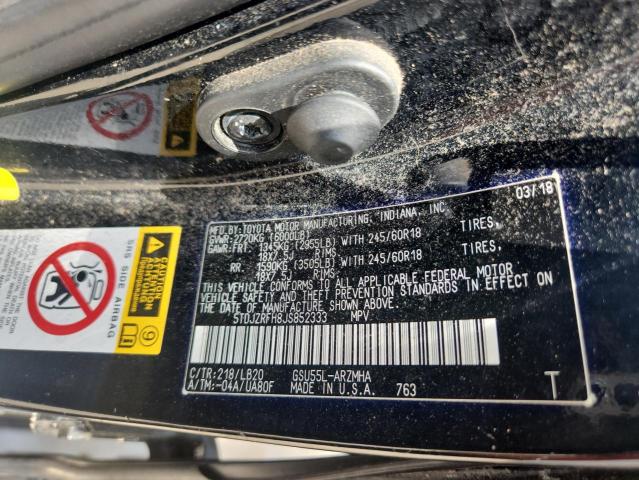 03/18
MFD.BY:TOYOTA MOTOR MANUFACTURING, INDIANA, INC.
GVWR:2720KG (6000LB)
GAWR:FRT. 1345KG (2955LB) WITH 245/60R18 TIRES,
18X7.5J RIMS
RR. 1590KG (3505LB) WITH 245/60R18 TIRES,
18X7.5J RIMS
THIS VEHICLE CONFORMS TO ALL APPLICABLE FEDERAL MOTOR
VEHICLE SAFETY AND THEFT PREVENTION STANDARDS IN EFFECT ON
THE DATE OF MANUFACTURE SHOWN ABOVE.
5TDJZRFH8JS852333 MPV
C/TR:218/LB20 GSU55L-ARZMHA
A/TM:-04A/UA80F MADE IN U.S.A. 763 T
SRS SIDE AIRBAG
CAUTION
9